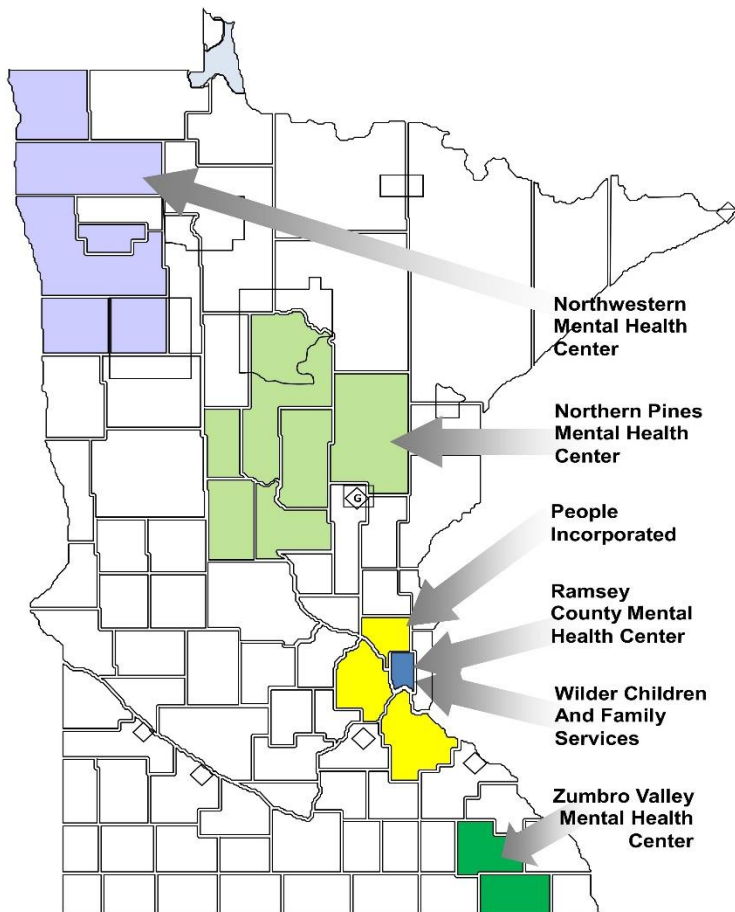 Northwestern
Mental Health
Center
Northern Pines
Mental Health
Center
G
People
Incorporated
Ramsey
County Mental
Health Center
Wilder Children
And Family
Services
Zumbro Valley
Mental Health
Center